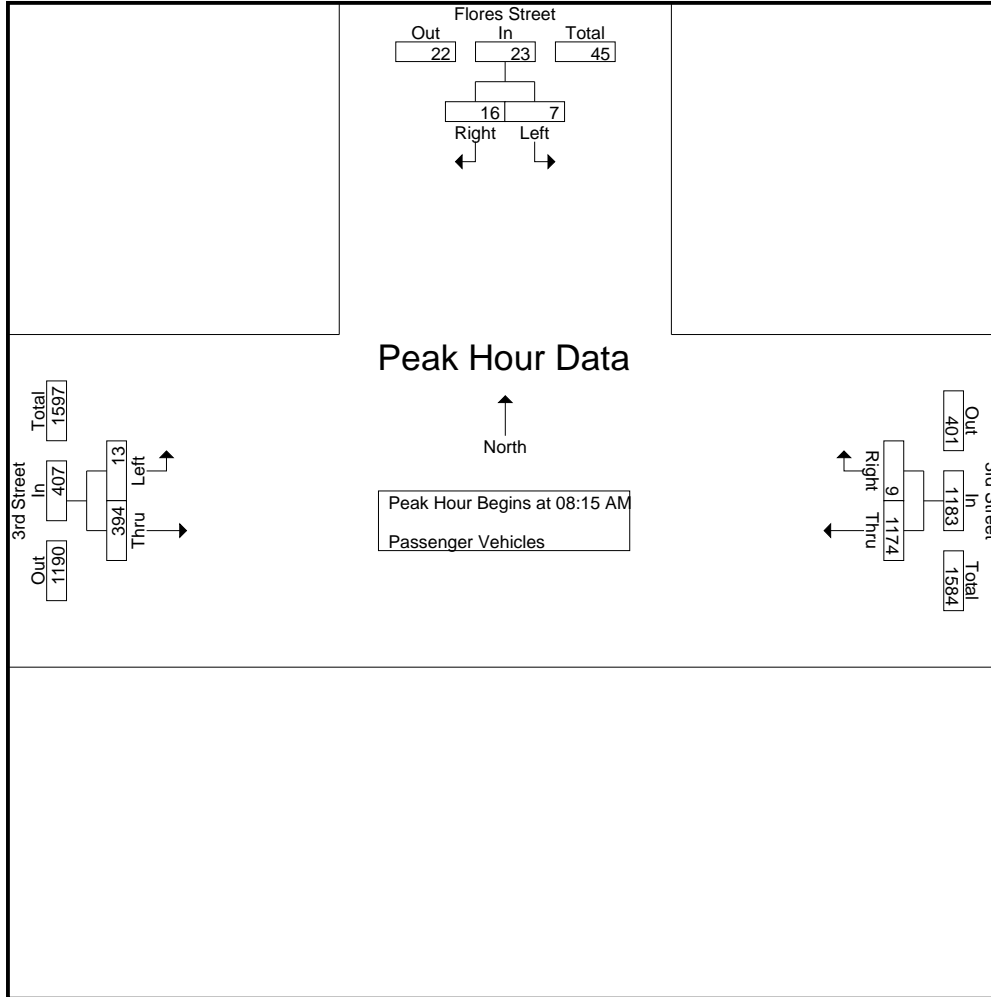 Flores Street
Out In Total
22 23 45
16 7
Right Left
Peak Hour Data
North
Peak Hour Begins at 08:15 AM
Passenger Vehicles
3rd Street
Total In Out
1597 407 1190
13 394
Left Thru
Right Thru
9 1174
Out In Total
401 1183 1584
Street